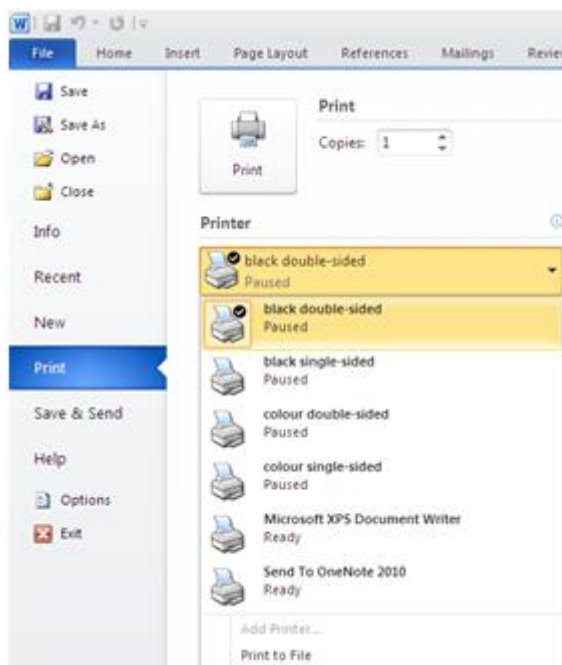 File Home Insert Page Layout References Mailings Review
Save
Save As
Open
Close
Info
Recent
New
Print
Save & Send
Help
Options
Exit
Print
Print
Copies: 1
Printer
black double-sided
Paused
black double-sided
Paused
black single-sided
Paused
colour double-sided
Paused
colour single-sided
Paused
Microsoft XPS Document Writer
Ready
Send To OneNote 2010
Ready
Add Printer...
Print to File